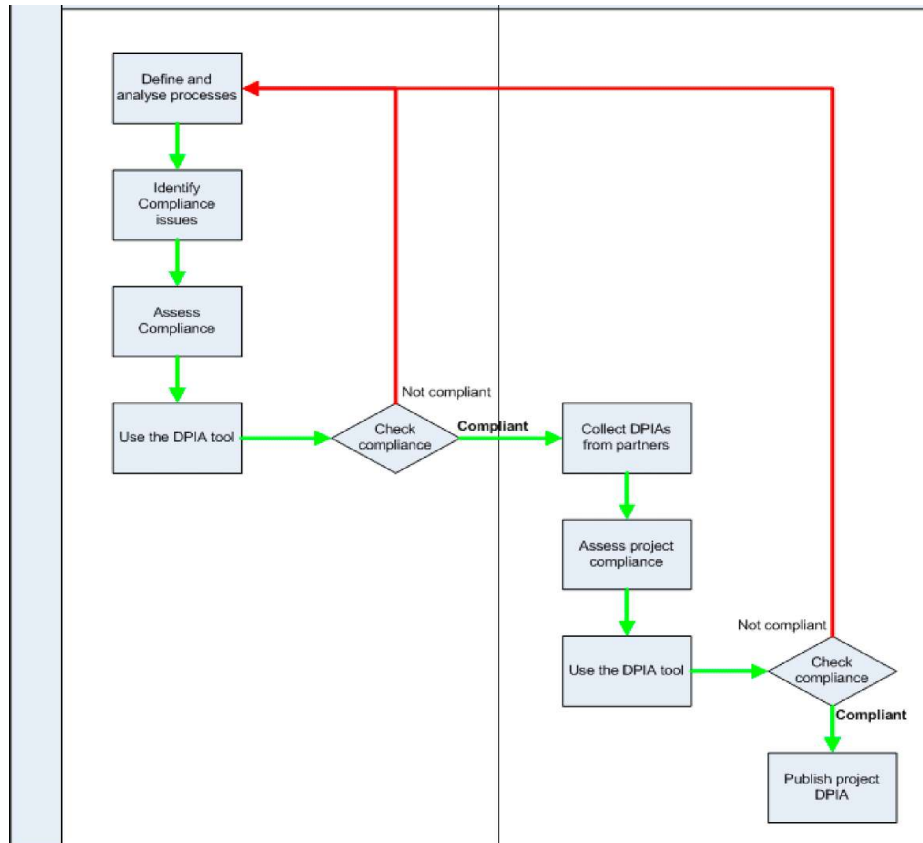 Define and
analyse processes
Identify
Compliance
issues
Assess
Compliance
Use the DPIA tool
Not compliant
Check
compliance
Compliant
Collect DPIAs
from partners
Assess project
compliance
Use the DPIA tool
Not compliant
Check
compliance
Compliant
Publish project
DPIA